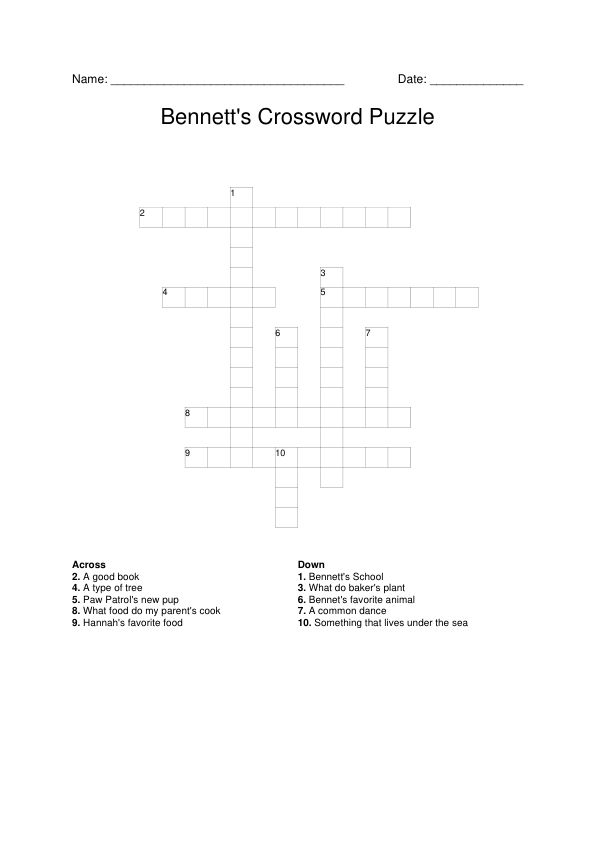 Name: ___________________________________ Date: ______________
Bennett's Crossword Puzzle
1
2
3
4 5
6 7
8
9 10
Across
2. A good book
4. A type of tree
5. Paw Patrol's new pup
8. What food do my parent's cook
9. Hannah's favorite food
Down
1. Bennett's School
3. What do baker's plant
6. Bennet's favorite animal
7. A common dance
10. Something that lives under the sea